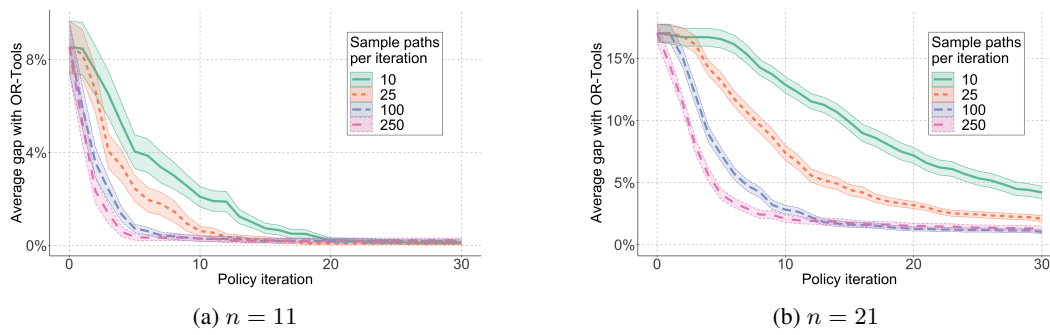 Average gap with OR-Tools
8%
4%
0%
0
10
20
30
Policy iteration
Sample paths
per iteration
10
25
100
250
(a) n = 11
Average gap with OR-Tools
15%
10%
5%
0%
0
10
20
30
Policy iteration
Sample paths
per iteration
10
25
100
250
(b) n = 21